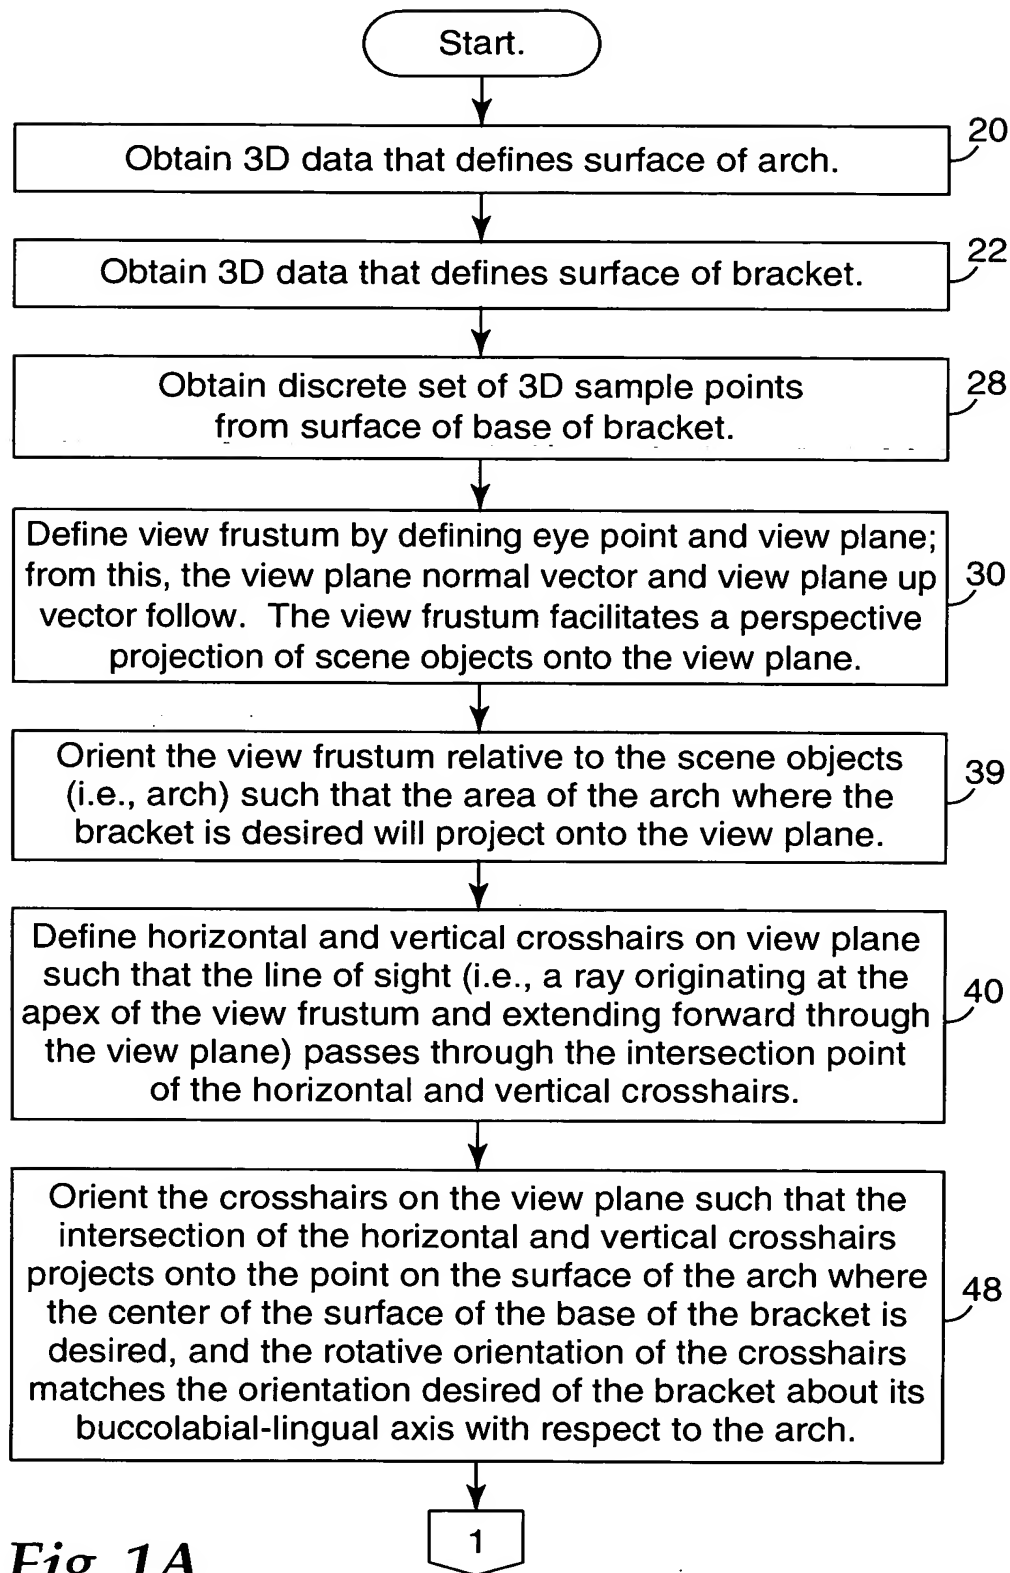 Start.
Obtain 3D data that defines surface of arch.
20
Obtain 3D data that defines surface of bracket.
22
Obtain discrete set of 3D sample points
from surface of base of bracket.
28
Define view frustum by defining eye point and view plane;
from this, the view plane normal vector and view plane up
vector follow. The view frustum facilitates a perspective
projection of scene objects onto the view plane.
30
Orient the view frustum relative to the scene objects
(i.e., arch) such that the area of the arch where the
bracket is desired will project onto the view plane.
39
Define horizontal and vertical crosshairs on view plane
such that the line of sight (i.e., a ray originating at the
apex of the view frustum and extending forward through
the view plane) passes through the intersection point
of the horizontal and vertical crosshairs.
40
Orient the crosshairs on the view plane such that the
intersection of the horizontal and vertical crosshairs
projects onto the point on the surface of the arch where
the center of the surface of the base of the bracket is
desired, and the rotative orientation of the crosshairs
matches the orientation desired of the bracket about its
buccolabial-lingual axis with respect to the arch.
48
1
Fig. 1A